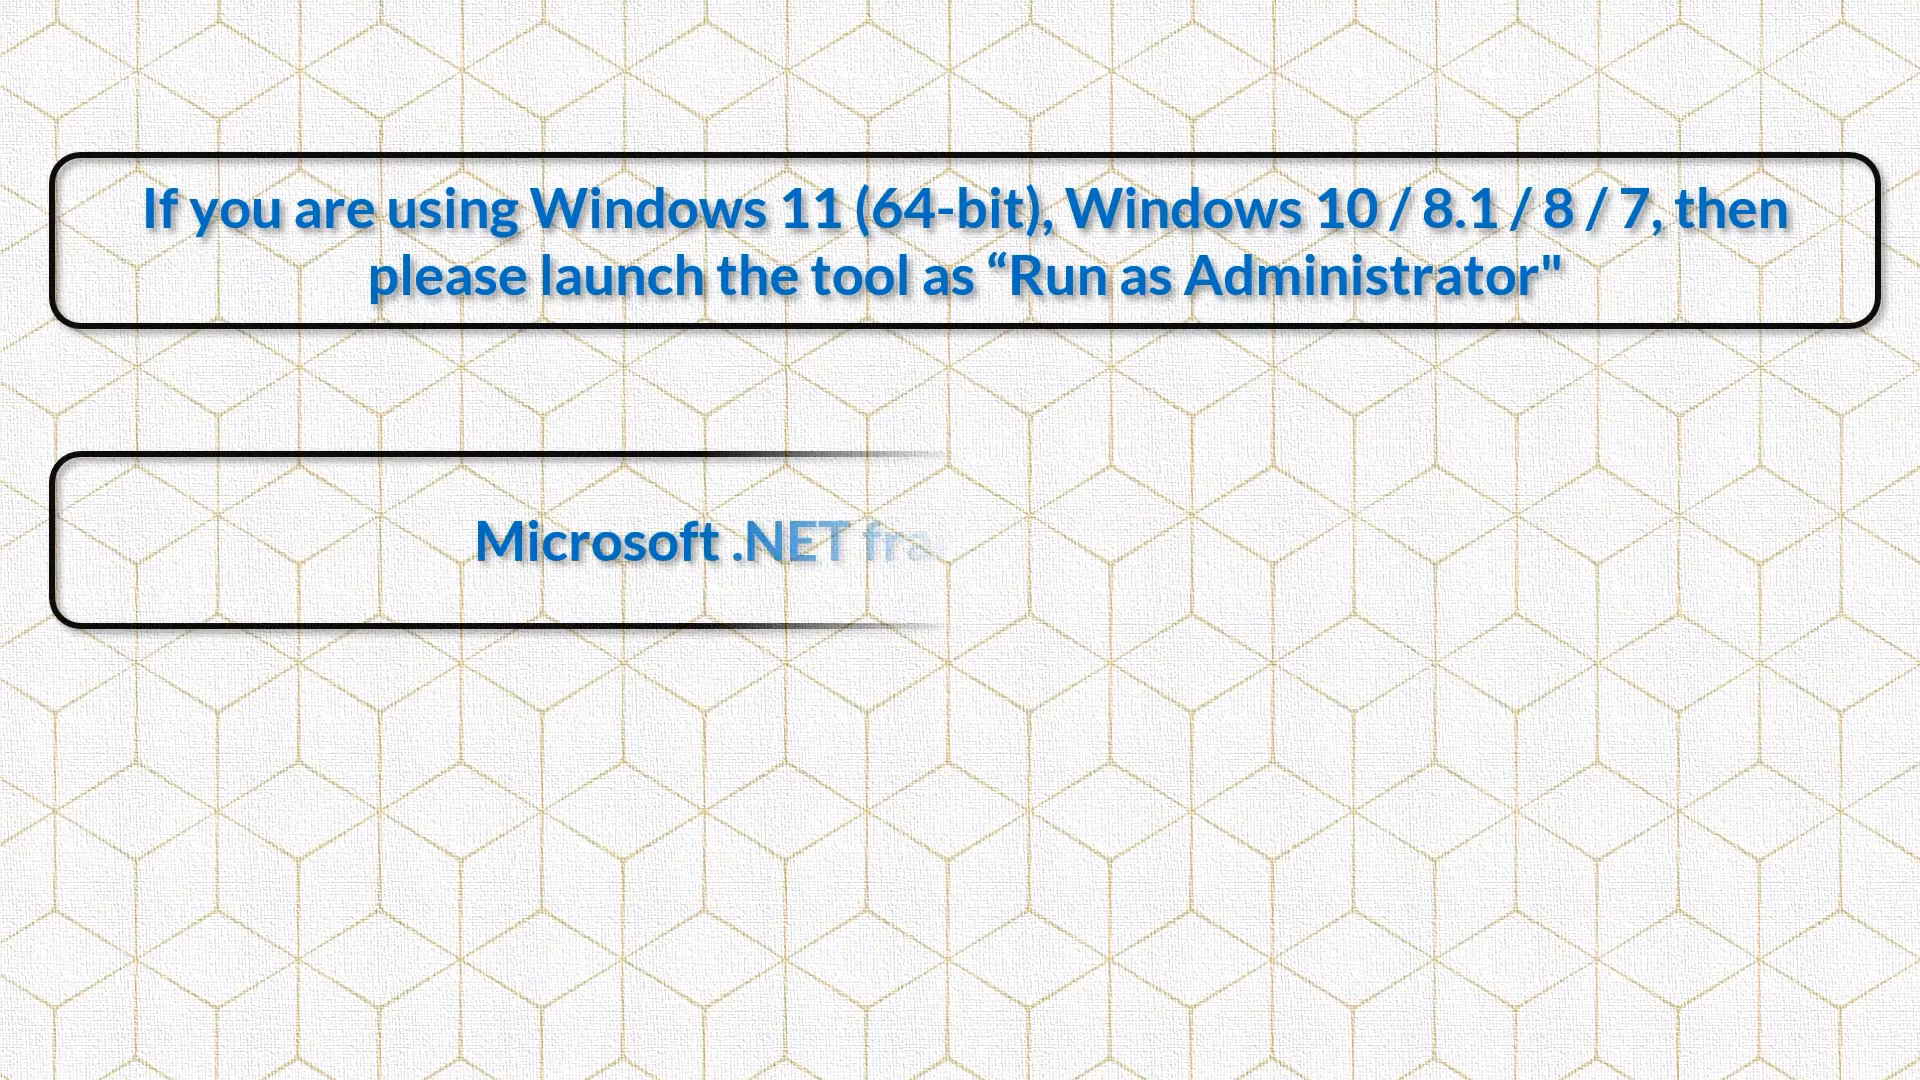 If you are using Windows 11 (64-bit), Windows 10 / 8.1 / 8 / 7, then
please launch the tool as “Run as Administrator"
Microsoft .NET